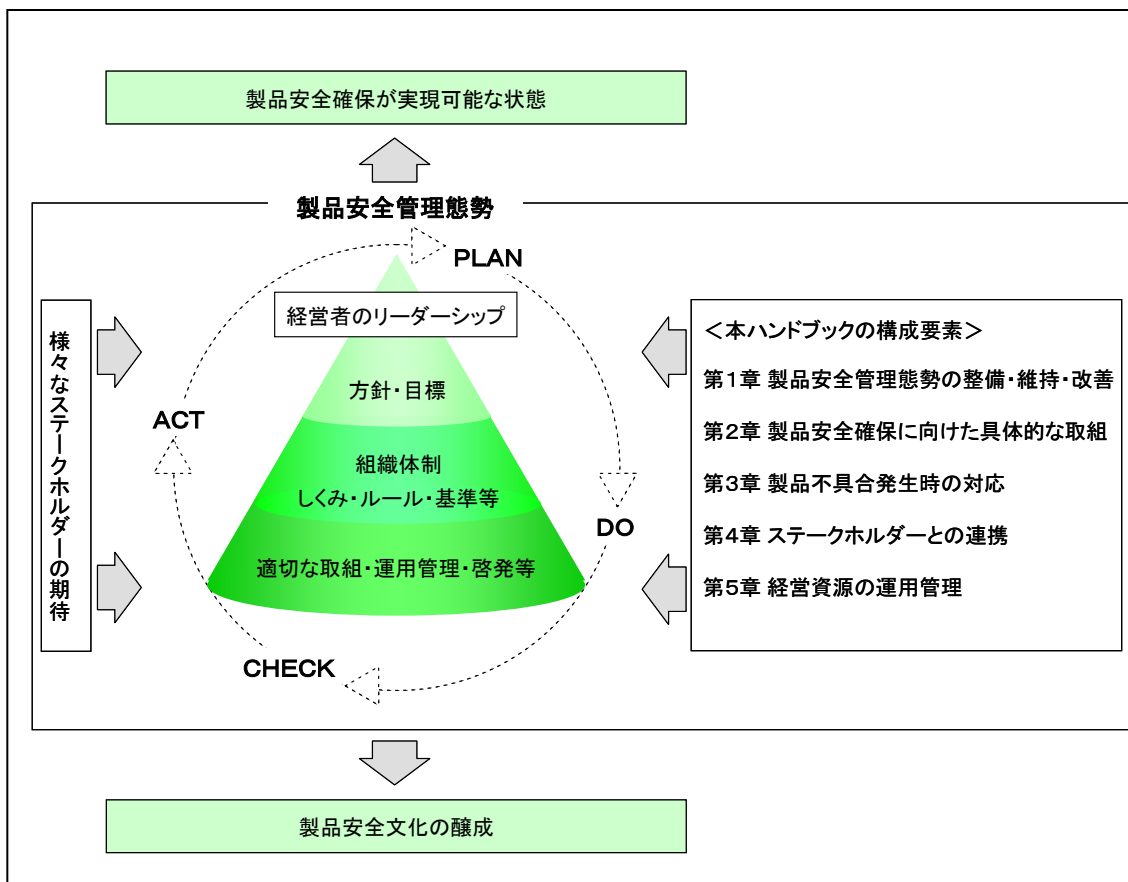 製品安全確保が実現可能な状態
製品安全管理態勢
PLAN
経営者のリーダーシップ
方針・目標
組織体制
しくみ・ルール・基準等
適切な取組・運用管理・啓発等
ACT
DO
CHECK
様々なステークホルダーの期待
＜本ハンドブックの構成要素＞
第1章 製品安全管理態勢の整備・維持・改善
第2章 製品安全確保に向けた具体的な取組
第3章 製品不具合発生時の対応
第4章 ステークホルダーとの連携
第5章 経営資源の運用管理
製品安全文化の醸成